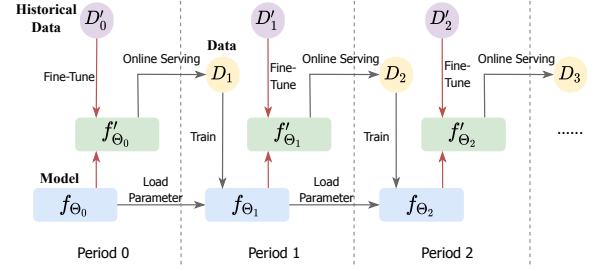 Historical
Data
D′₀
D′₁
D′₂
Fine-Tune
Online Serving
Data
D₁
Fine-
Tune
Online Serving
D₂
Fine-
Tune
Online Serving
D₃
f′Θ₀
Train
f′Θ₁
Train
f′Θ₂
......
Model
fΘ₀
Load
Parameter
fΘ₁
Load
Parameter
fΘ₂
Period 0
Period 1
Period 2